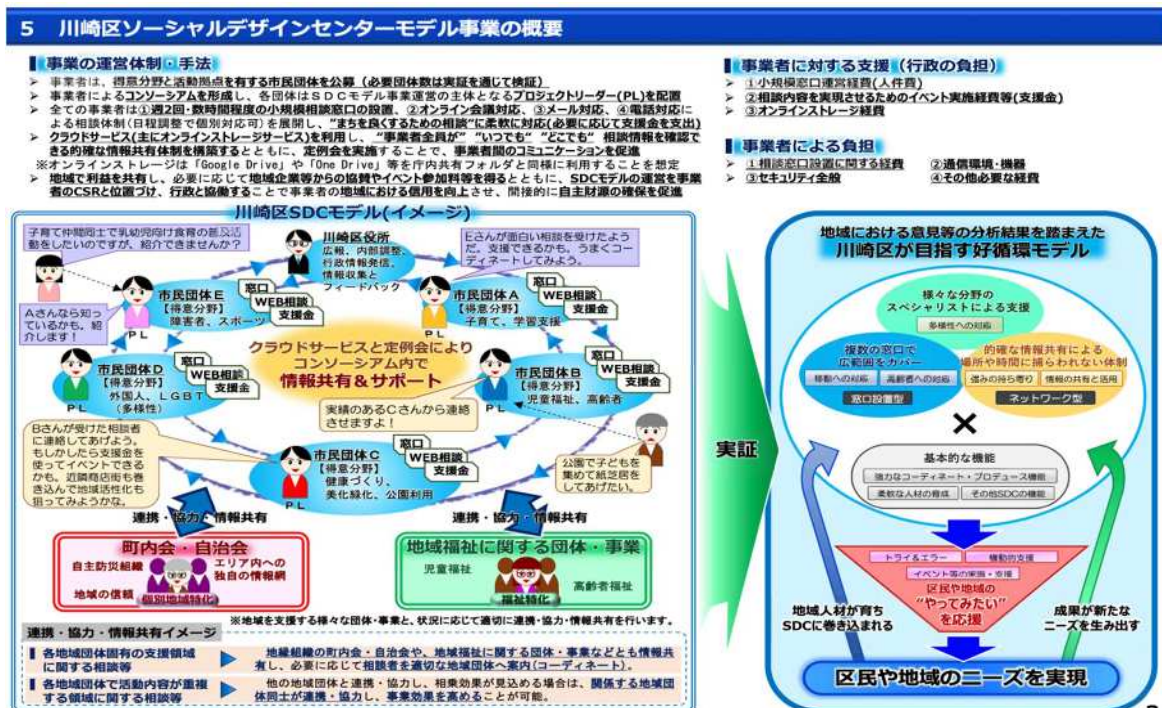 5 川崎区ソーシャルデザインセンターモデル事業の概要
事業の運営体制・手法
➢ 事業者は、得意分野と活動拠点を有する市民団体を公募（必要団体数は実証を通じて検証）
➢ 事業者によるコンソーシアムを形成し、各団体はＳＤＣモデル事業運営の主体となるプロジェクトリーダー(PL)を配置
➢ 全ての事業者は①週2回・数時間程度の小規模相談窓口の設置、②オンライン会議対応、③メール対応、④電話対応に
よる相談体制(日程調整で個別対応可)を展開し、“まちを良くするための相談”に柔軟に対応(必要に応じて支援金を支出)
➢ クラウドサービス(主にオンラインストレージサービス)を利用し、“事業者全員が” “いつでも” “どこでも” 相談情報を確認で
きる的確な情報共有体制を構築するとともに、定例会を実施することで、事業者間のコミュニケーションを促進
※オンラインストレージは「Google Drive」や「One Drive」等を庁内共有フォルダと同様に利用することを想定
➢ 地域で利益を共有し、必要に応じて地域企業等からの協賛やイベント参加料等を得るとともに、SDCモデルの運営を事業
者のCSRと位置づけ、行政と協働することで事業者の地域における信用を向上させ、間接的に自主財源の確保を促進
事業者に対する支援（行政の負担）
➢ ①小規模窓口運営経費(人件費)
➢ ②相談内容を実現させるためのイベント実施経費等(支援金)
➢ ③オンラインストレージ経費
事業者による負担
➢ ①相談窓口設置に関する経費 ②通信環境・機器
➢ ③セキュリティ全般 ④その他必要な経費
川崎区SDCモデル(イメージ)
子育て仲間同士で乳幼児向け食育の普及活
動をしたいのですが、紹介できませんか？
川崎区役所
広報、内部調整、
行政情報発信、
情報収集と
フィードバック
Eさんが面白い相談を受けたよう
だ。支援できるかも。うまくコー
ディネートしてみよう。
Aさんなら知っ
ているかも。紹
介します！
PL
市民団体E
【得意分野】
障害者、スポーツ
窓口
WEB相談
支援金
PL
市民団体A
【得意分野】
子育て、学習支援
窓口
WEB相談
支援金
クラウドサービスと定例会により
コンソーシアム内で
情報共有＆サポート
PL
市民団体D
【得意分野】
外国人、ＬＧＢＴ
(多様性)
窓口
WEB相談
支援金
PL
市民団体B
【得意分野】
児童福祉、高齢者
窓口
WEB相談
支援金
実績のあるCさんから連絡
させますよ！
Bさんが受けた相談者
に連絡してあげよう。
もしかしたら支援金を
使ってイベントできる
かも。近隣商店街も巻
き込んで地域活性化も
狙ってみようかな。
PL
市民団体C
【得意分野】
健康づくり、
美化緑化、公園利用
窓口
WEB相談
支援金
公園で子どもを
集めて紙芝居を
してあげたい。
連携・協力・情報共有
連携・協力・情報共有
町内会・自治会
自主防災組織
エリア内への
独自の情報網
地域の信頼
個別地域特化
地域福祉に関する団体・事業
児童福祉
高齢者福祉
福祉特化
※地域を支援する様々な団体・事業と、状況に応じて適切に連携・協力・情報共有を行います。
連携・協力・情報共有イメージ
各地域団体固有の支援領域
に関する相談等
地縁組織の町内会・自治会や、地域福祉に関する団体・事業などとも情報共
有し、必要に応じて相談者を適切な地域団体へ案内(コーディネート)。
各地域団体で活動内容が重複
する領域に関する相談等
他の地域団体と連携・協力し、相乗効果が見込める場合は、関係する地域団
体同士が連携・協力し、事業効果を高めることが可能。
実証
地域における意見等の分析結果を踏まえた
川崎区が目指す好循環モデル
様々な分野の
スペシャリストによる支援
多様性への対応
複数の窓口で
広範囲をカバー
移動への対応 高齢者への対応
窓口設置型
的確な情報共有による
場所や時間に捕らわれない体制
強みの持ち寄り 情報の共有と活用
ネットワーク型
×
基本的な機能
強力なコーディネート・プロデュース機能
柔軟な人材の育成 その他SDCの機能
トライ＆エラー 機動的支援
イベント等の実施・支援
区民や地域の
“やってみたい”
を応援
地域人材が育ち
SDCに巻き込まれる
成果が新たな
ニーズを生み出す
区民や地域のニーズを実現